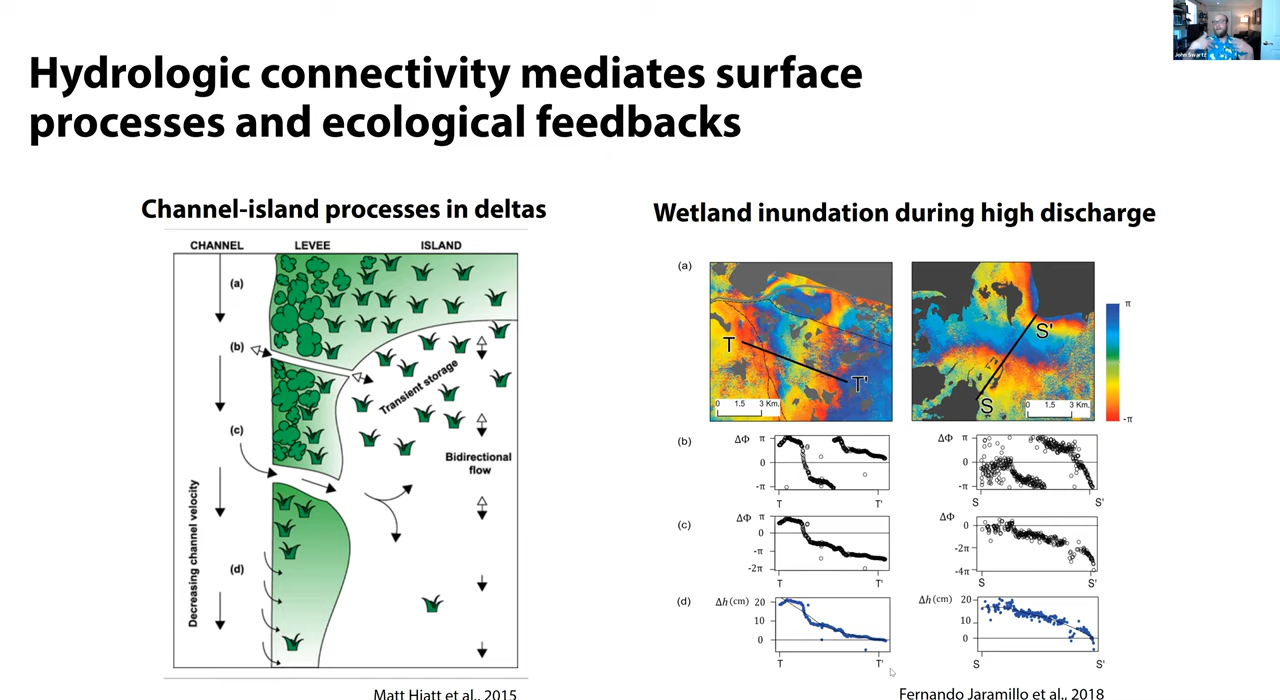 John Swartz
Hydrologic connectivity mediates surface
processes and ecological feedbacks
Channel-island processes in deltas
CHANNEL LEVEE ISLAND
(a)
(b)
(c)
(d)
Transient storage
Bidirectional
flow
Decreasing channel velocity
Matt Hiatt et al., 2015
Wetland inundation during high discharge
(a)
T T'
0 1.5 3 Km.
S' S
0 1.5 3 Km.
π
-π
(b)
ΔΦ π 0 -π
T T'
ΔΦ π 0 -π
S S'
(c)
ΔΦ π 0 -π -2π
T T'
ΔΦ 0 -2π -4π
S S'
(d)
Δh (cm) 20 10 0
T T'
Δh (cm) 20 10 0
S S'
Fernando Jaramillo et al., 2018